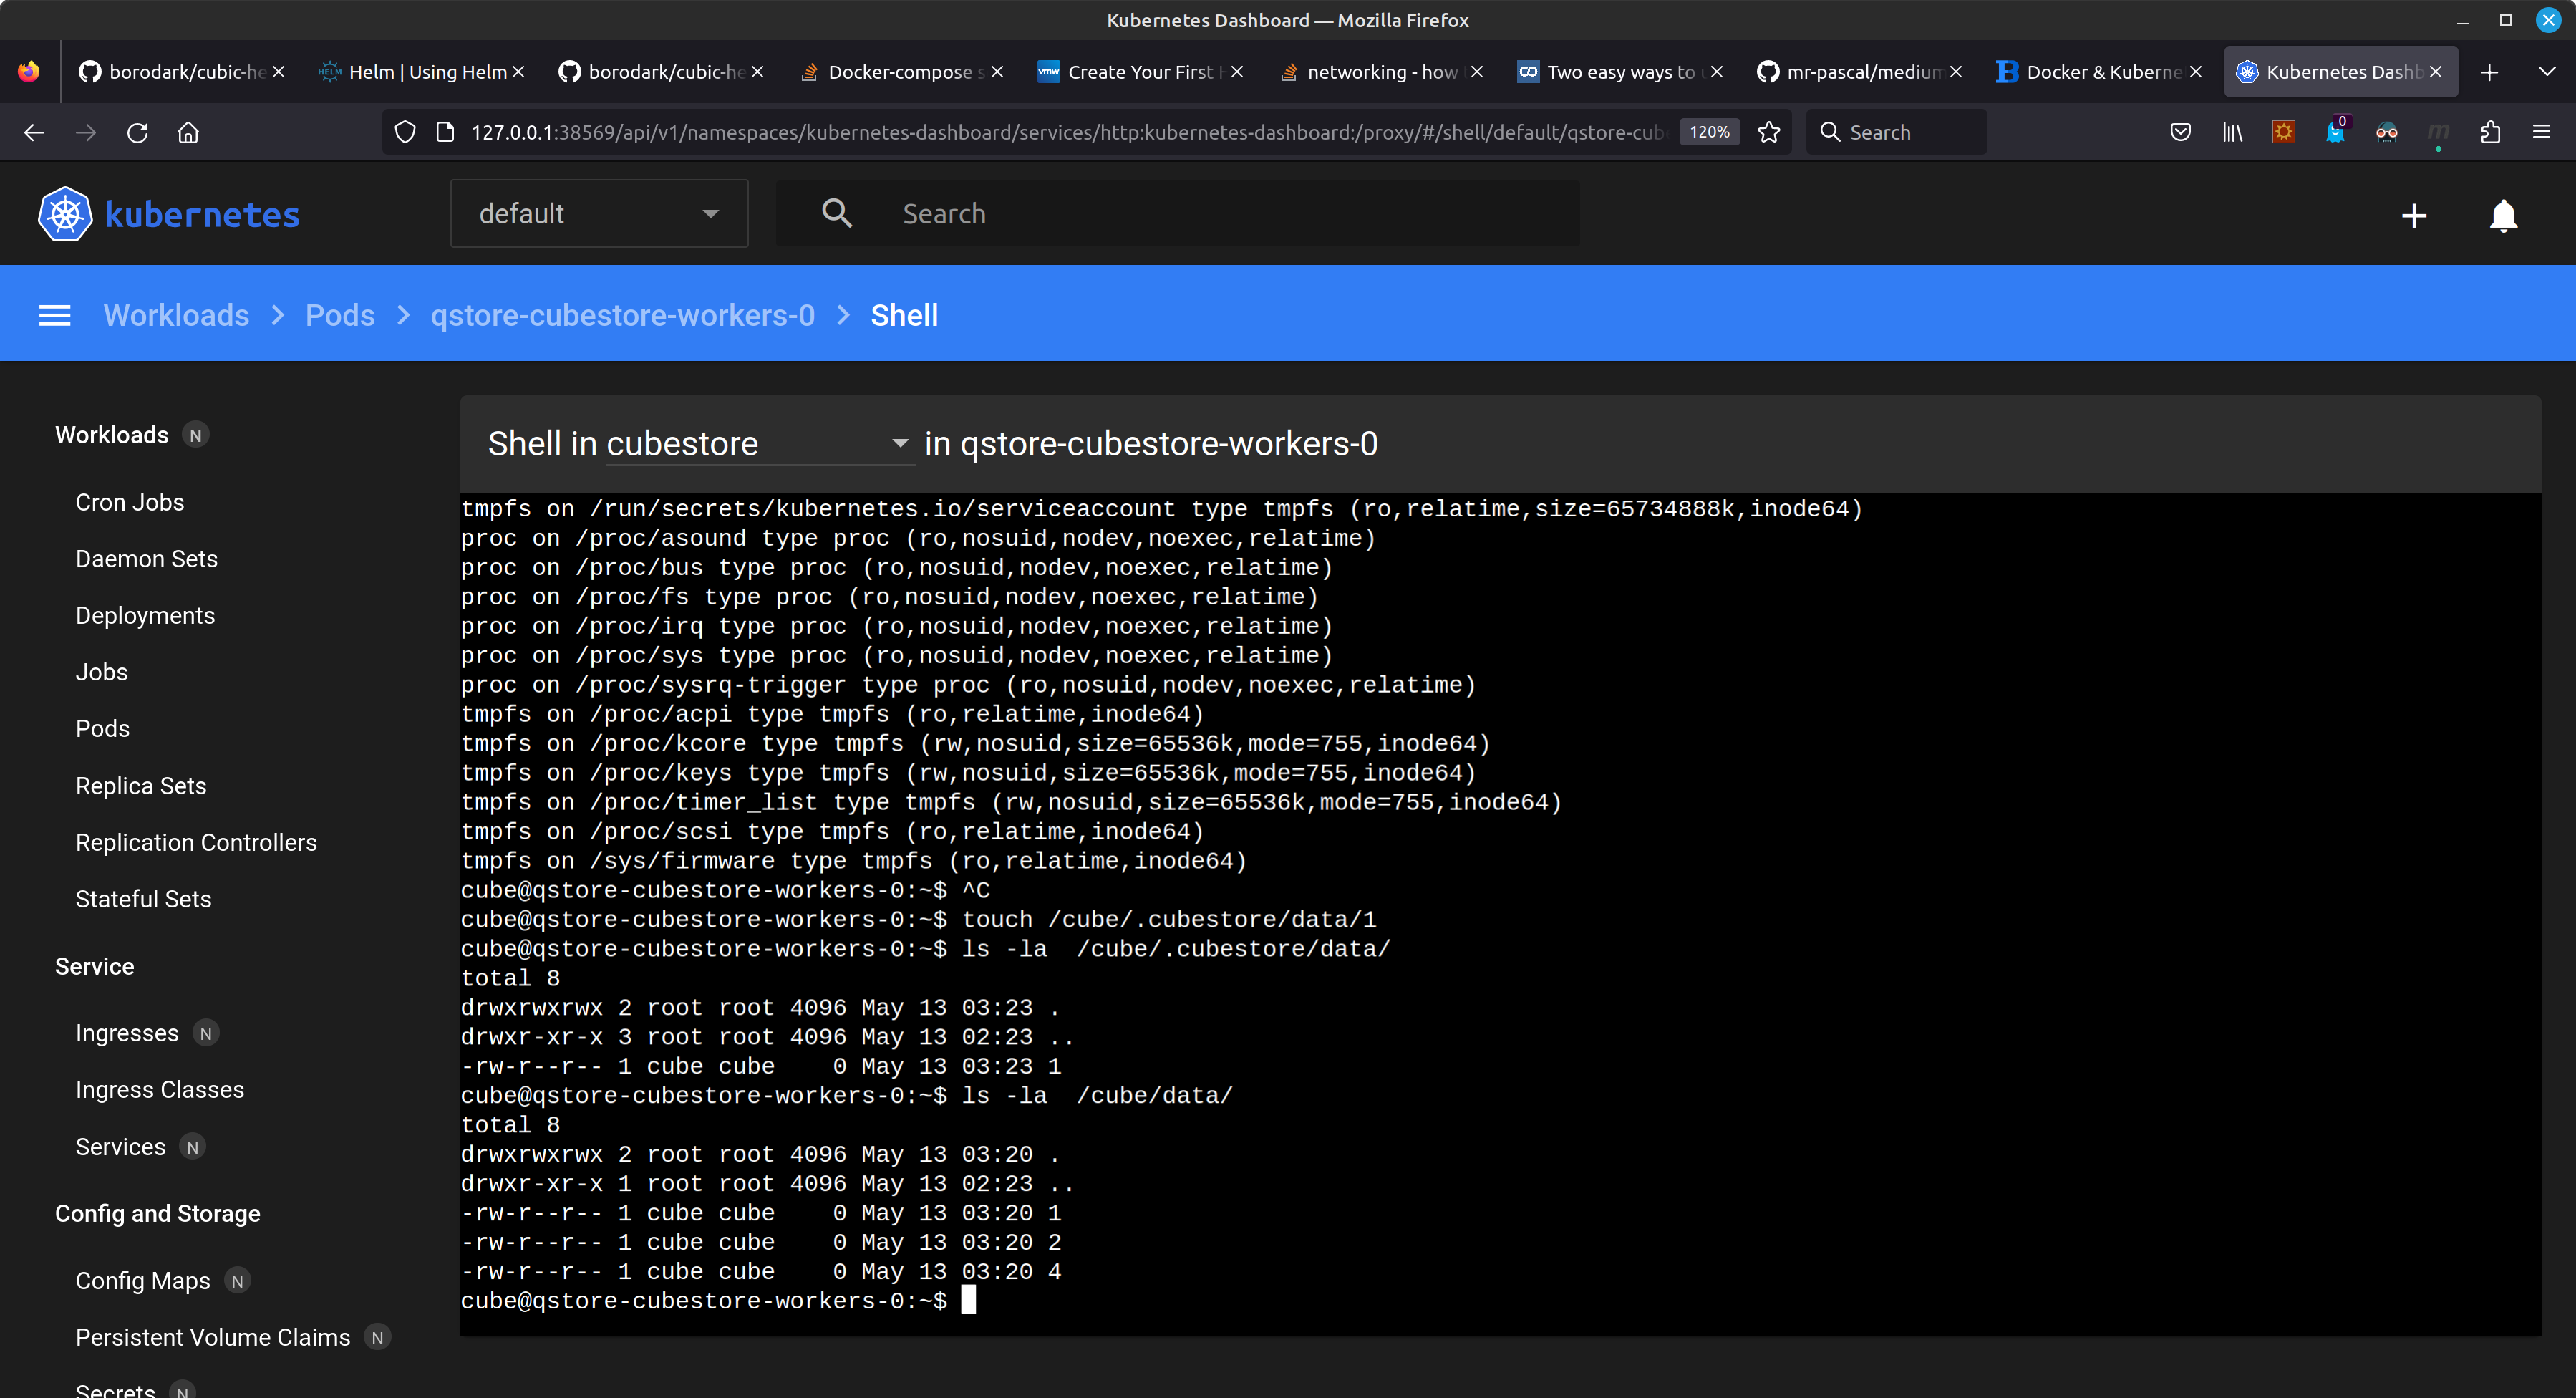 Kubernetes Dashboard — Mozilla Firefox
borodark/cubic-he
HELM Helm | Using Helm
borodark/cubic-he
Docker-compose s
vmw Create Your First H
networking - how
Two easy ways to u
mr-pascal/medium
B Docker & Kuberne
Kubernetes Dashb
127.0.0.1:38569/api/v1/namespaces/kubernetes-dashboard/services/http:kubernetes-dashboard:/proxy/#/shell/default/qstore-cub
120%
Search
0
m
kubernetes
default
Search
Workloads
Pods
qstore-cubestore-workers-0
Shell
Workloads N
Cron Jobs
Daemon Sets
Deployments
Jobs
Pods
Replica Sets
Replication Controllers
Stateful Sets
Service
Ingresses N
Ingress Classes
Services N
Config and Storage
Config Maps N
Persistent Volume Claims N
Secrets N
Shell in cubestore in qstore-cubestore-workers-0
tmpfs on /run/secrets/kubernetes.io/serviceaccount type tmpfs (ro,relatime,size=65734888k,inode64)
proc on /proc/asound type proc (ro,nosuid,nodev,noexec,relatime)
proc on /proc/bus type proc (ro,nosuid,nodev,noexec,relatime)
proc on /proc/fs type proc (ro,nosuid,nodev,noexec,relatime)
proc on /proc/irq type proc (ro,nosuid,nodev,noexec,relatime)
proc on /proc/sys type proc (ro,nosuid,nodev,noexec,relatime)
proc on /proc/sysrq-trigger type proc (ro,nosuid,nodev,noexec,relatime)
tmpfs on /proc/acpi type tmpfs (ro,relatime,inode64)
tmpfs on /proc/kcore type tmpfs (rw,nosuid,size=65536k,mode=755,inode64)
tmpfs on /proc/keys type tmpfs (rw,nosuid,size=65536k,mode=755,inode64)
tmpfs on /proc/timer_list type tmpfs (rw,nosuid,size=65536k,mode=755,inode64)
tmpfs on /proc/scsi type tmpfs (ro,relatime,inode64)
tmpfs on /sys/firmware type tmpfs (ro,relatime,inode64)
cube@qstore-cubestore-workers-0:~$ ^C
cube@qstore-cubestore-workers-0:~$ touch /cube/.cubestore/data/1
cube@qstore-cubestore-workers-0:~$ ls -la  /cube/.cubestore/data/
total 8
drwxrwxrwx 2 root root 4096 May 13 03:23 .
drwxr-xr-x 3 root root 4096 May 13 02:23 ..
-rw-r--r-- 1 cube cube    0 May 13 03:23 1
cube@qstore-cubestore-workers-0:~$ ls -la  /cube/data/
total 8
drwxrwxrwx 2 root root 4096 May 13 03:20 .
drwxr-xr-x 1 root root 4096 May 13 02:23 ..
-rw-r--r-- 1 cube cube    0 May 13 03:20 1
-rw-r--r-- 1 cube cube    0 May 13 03:20 2
-rw-r--r-- 1 cube cube    0 May 13 03:20 4
cube@qstore-cubestore-workers-0:~$